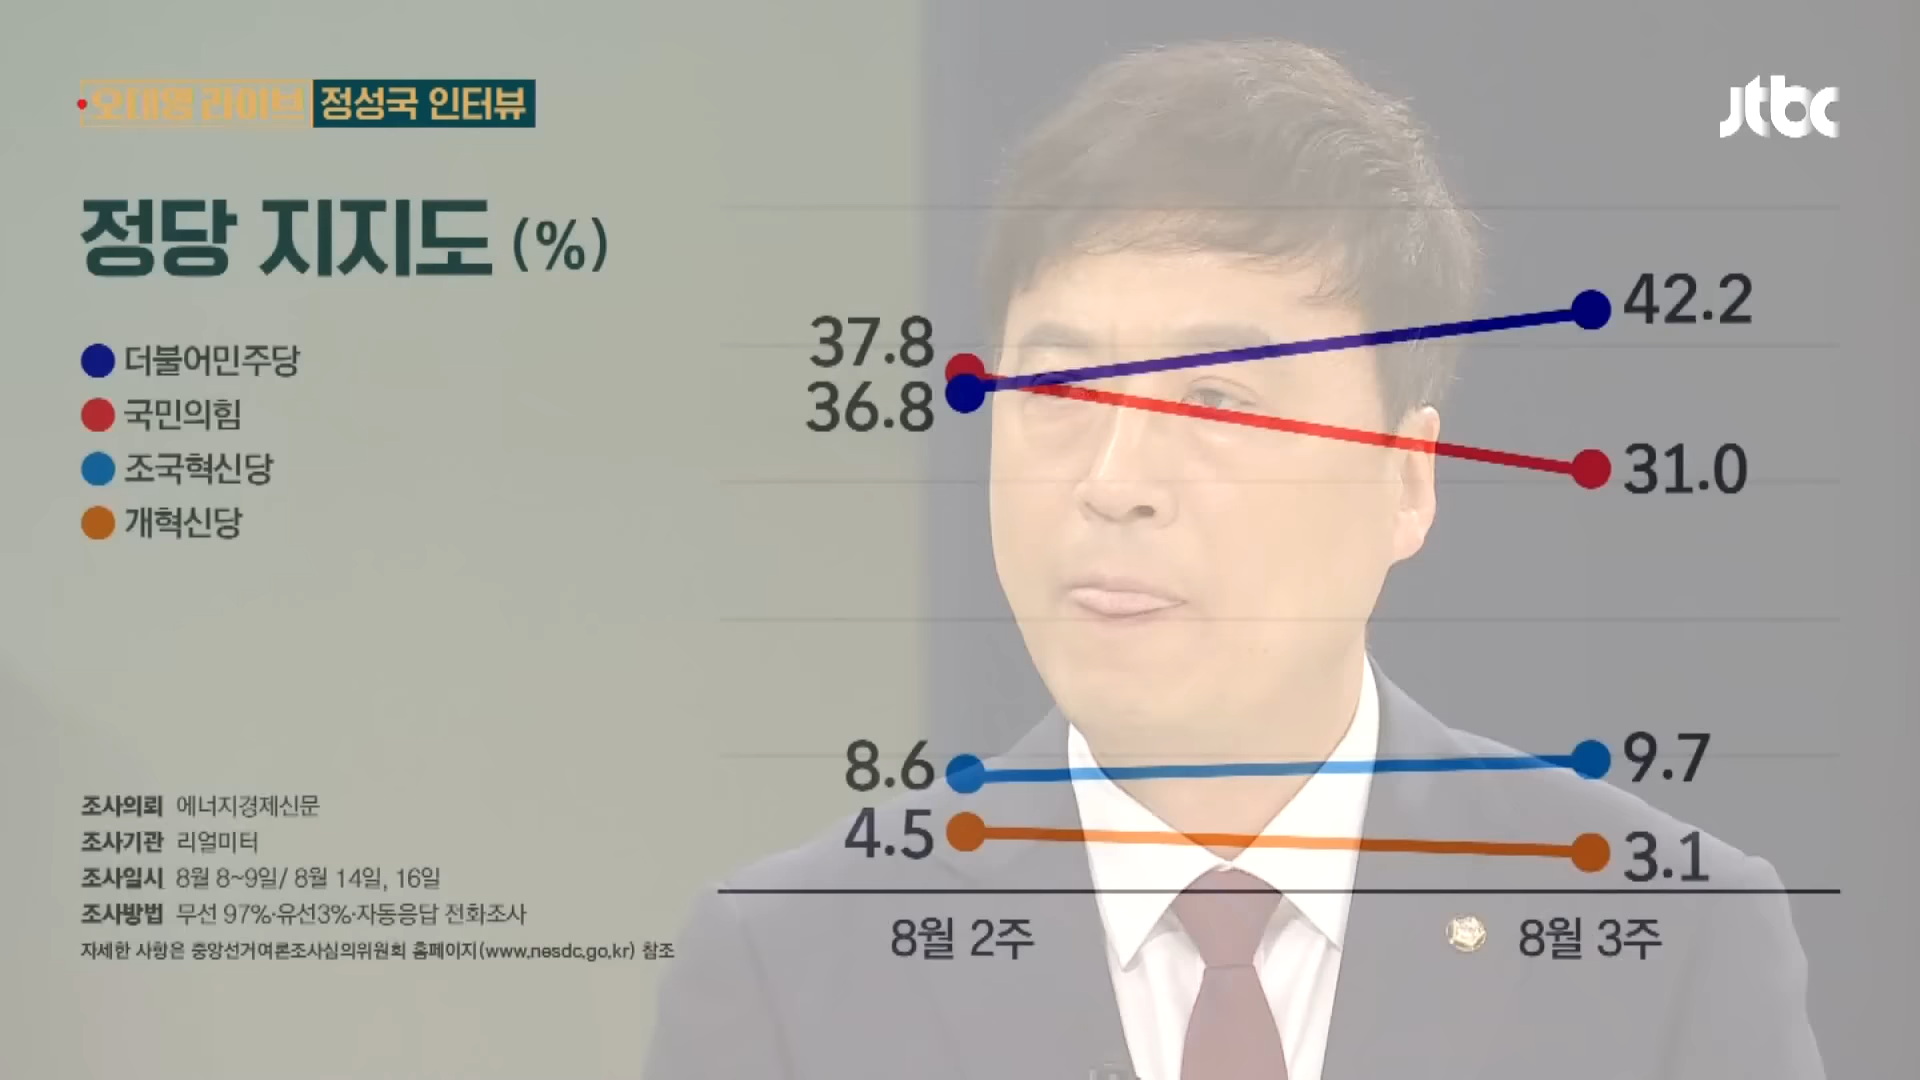 오대영 라이브 정성국 인터뷰
jtbc
정당 지지도 (%)
더불어민주당
국민의힘
조국혁신당
개혁신당
37.8
36.8
42.2
31.0
8.6
9.7
4.5
3.1
8월 2주
8월 3주
조사의뢰 에너지경제신문
조사기관 리얼미터
조사일시 8월 8~9일/ 8월 14일, 16일
조사방법 무선 97%·유선3%·자동응답 전화조사
자세한 사항은 중앙선거여론조사심의위원회 홈페이지(www.nesdc.go.kr) 참조